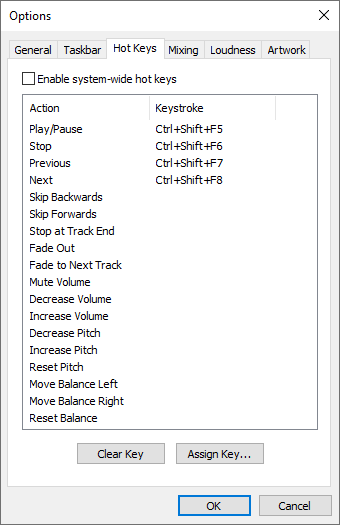 Options
General Taskbar Hot Keys Mixing Loudness Artwork
Enable system-wide hot keys
Action Keystroke
Play/Pause Ctrl+Shift+F5
Stop Ctrl+Shift+F6
Previous Ctrl+Shift+F7
Next Ctrl+Shift+F8
Skip Backwards
Skip Forwards
Stop at Track End
Fade Out
Fade to Next Track
Mute Volume
Decrease Volume
Increase Volume
Decrease Pitch
Increase Pitch
Reset Pitch
Move Balance Left
Move Balance Right
Reset Balance
Clear Key Assign Key...
OK Cancel